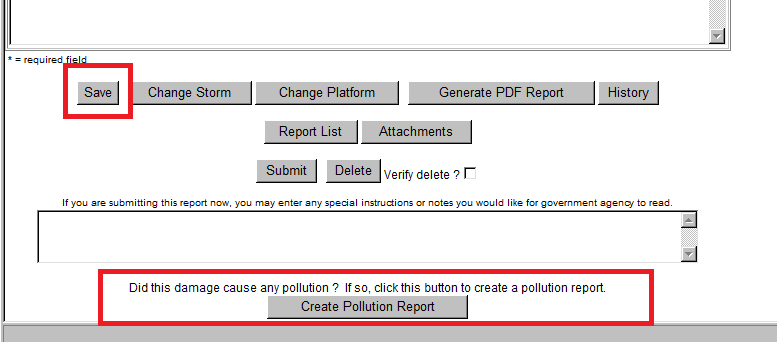 * = required field
Save Change Storm Change Platform Generate PDF Report History
Report List Attachments
Submit Delete Verify delete ?
If you are submitting this report now, you may enter any special instructions or notes you would like for government agency to read.
Did this damage cause any pollution ? If so, click this button to create a pollution report.
Create Pollution Report